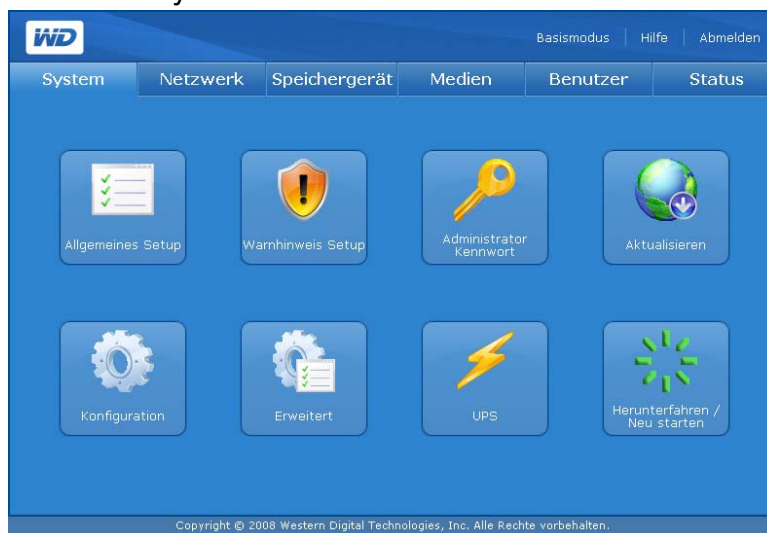 WD
Basismodus | Hilfe | Abmelden
System Netzwerk Speichergerät Medien Benutzer Status
Allgemeines Setup
Warnhinweis Setup
Administrator
Kennwort
Aktualisieren
Konfiguration
Erweitert
UPS
Herunterfahren /
Neu starten
Copyright © 2008 Western Digital Technologies, Inc. Alle Rechte vorbehalten.